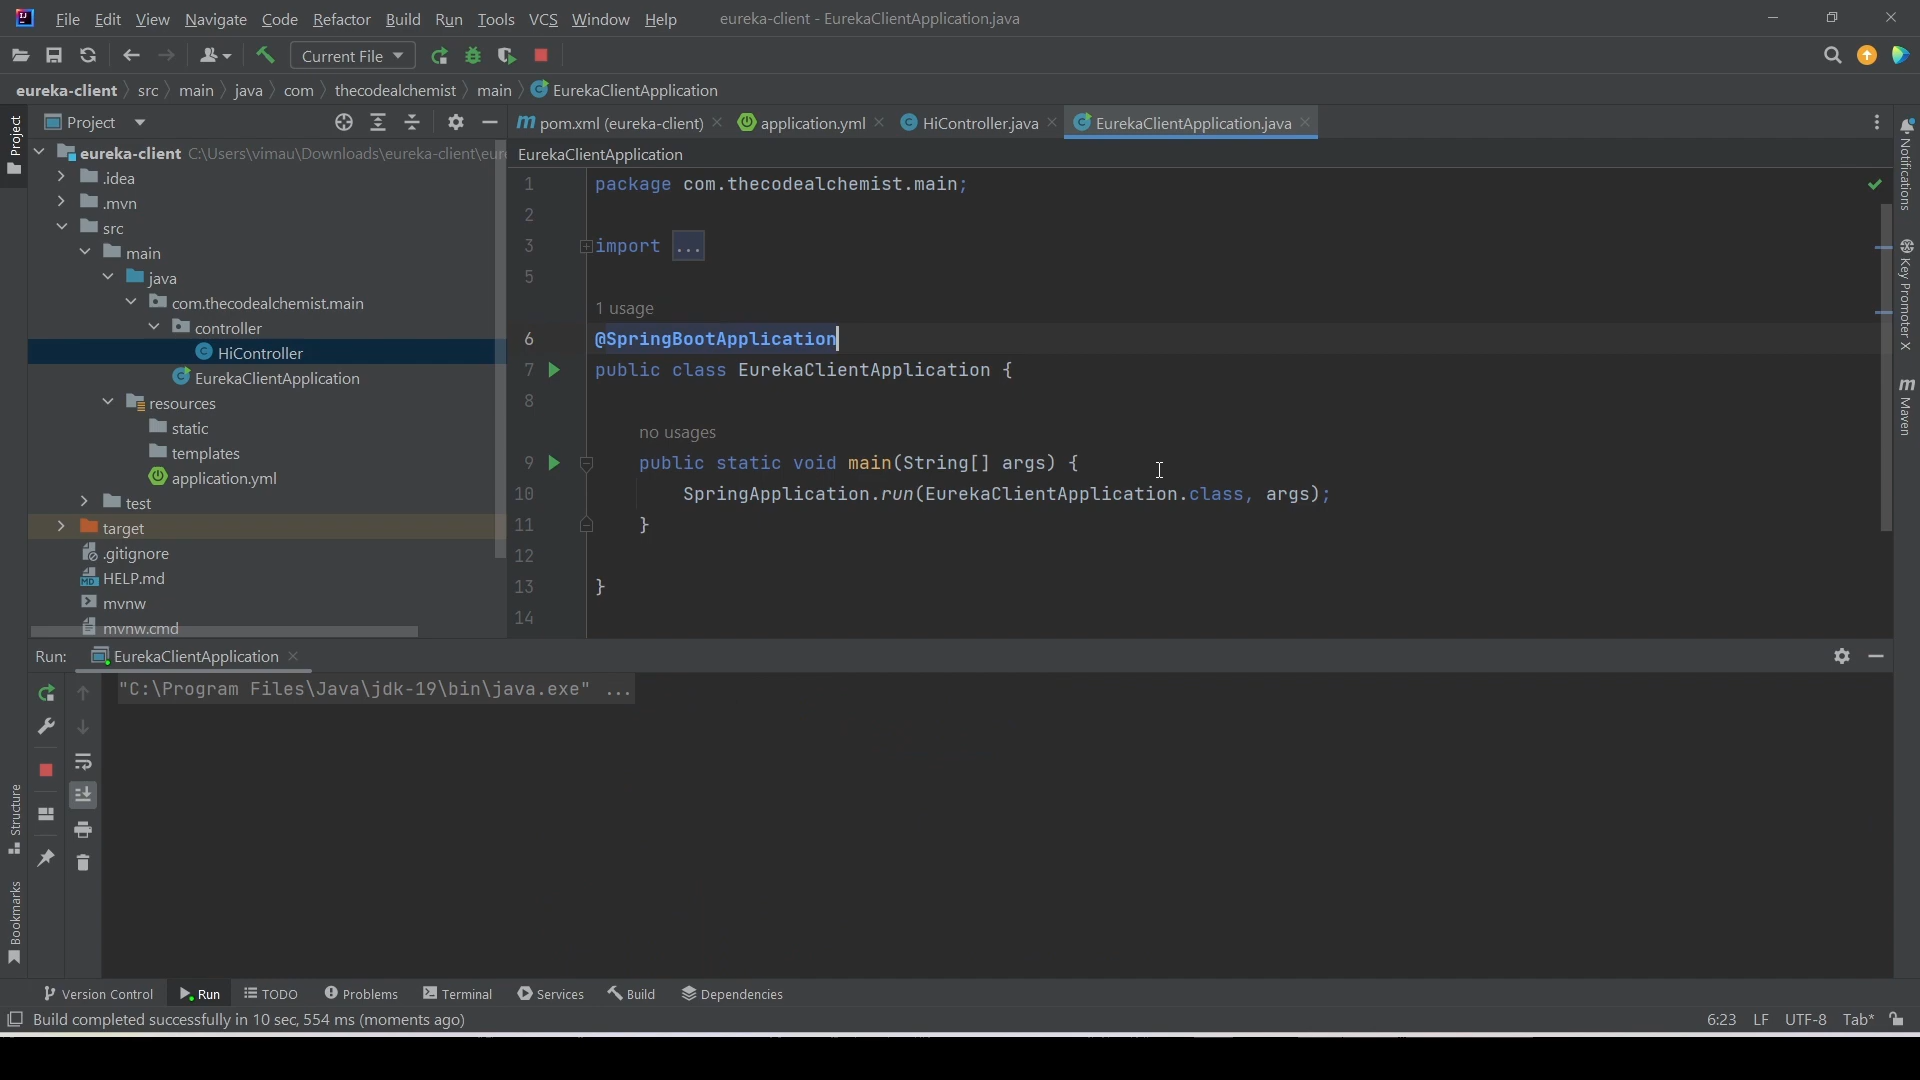 File Edit View Navigate Code Refactor Build Run Tools VCS Window Help eureka-client - EurekaClientApplication.java
Current File
eureka-client src main java com thecodealchemist main EurekaClientApplication
Project
pom.xml (eureka-client) application.yml HiController.java EurekaClientApplication.java
eureka-client C:\Users\vimau\Downloads\eureka-client\eur
.idea
.mvn
src
main
java
com.thecodealchemist.main
controller
HiController
EurekaClientApplication
resources
static
templates
application.yml
test
target
.gitignore
HELP.md
mvnw
mvnw.cmd
EurekaClientApplication
1 package com.thecodealchemist.main;
2
3 import ...
5
1 usage
6 @SpringBootApplication
7 public class EurekaClientApplication {
8
no usages
9 public static void main(String[] args) {
10 SpringApplication.run(EurekaClientApplication.class, args);
11 }
12
13 }
14
Project
Structure
Bookmarks
Notifications
Key Promoter X
Maven
Run: EurekaClientApplication
"C:\Program Files\Java\jdk-19\bin\java.exe" ...
Version Control Run TODO Problems Terminal Services Build Dependencies
Build completed successfully in 10 sec, 554 ms (moments ago) 6:23 LF UTF-8 Tab*